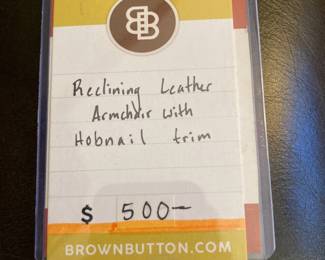 BB
Reclining Leather
Armchair with
Hobnail trim
$ 500—
BROWNBUTTON.COM